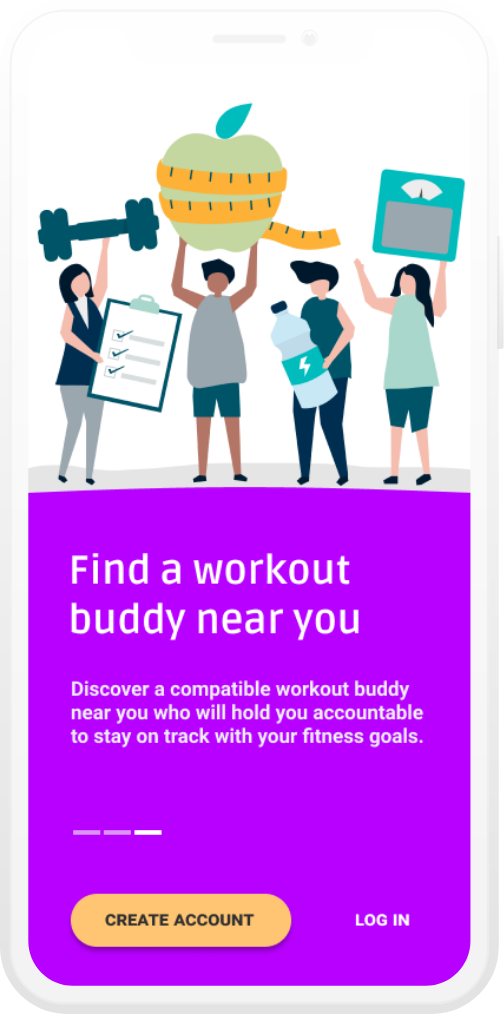 Find a workout
buddy near you
Discover a compatible workout buddy
near you who will hold you accountable
to stay on track with your fitness goals.
CREATE ACCOUNT
LOG IN